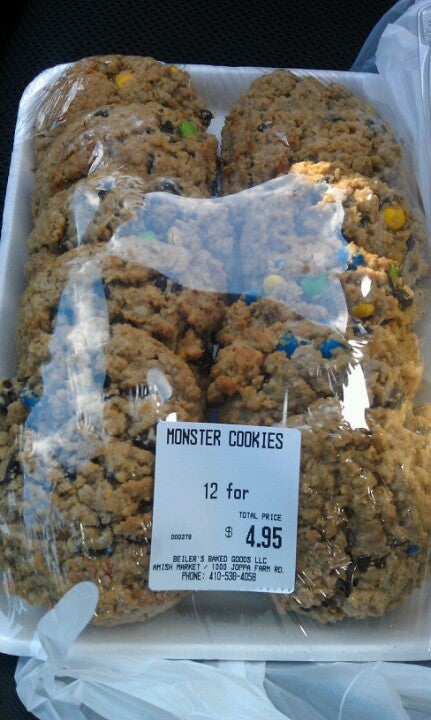 MONSTER COOKIES
12 for
TOTAL PRICE
000379 $ 4.95
BEILER'S BAKED GOODS LLC
AMISH MARKET / 1000 JOPPA FARM RD.
PHONE: 410-538-4058